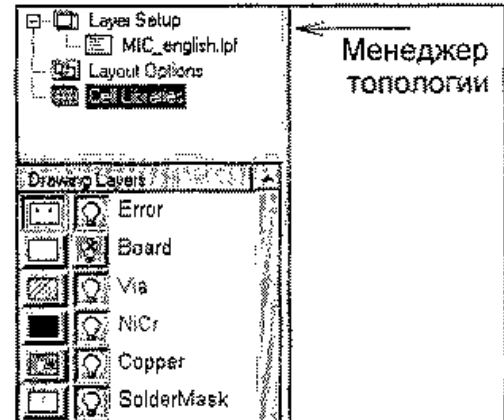 Layer Setup
MIC_english.lpf
Layout Options
Cell Libraries
Менеджер
топологии
Drawing Layers
Error
Board
Via
NiCr
Copper
SolderMask